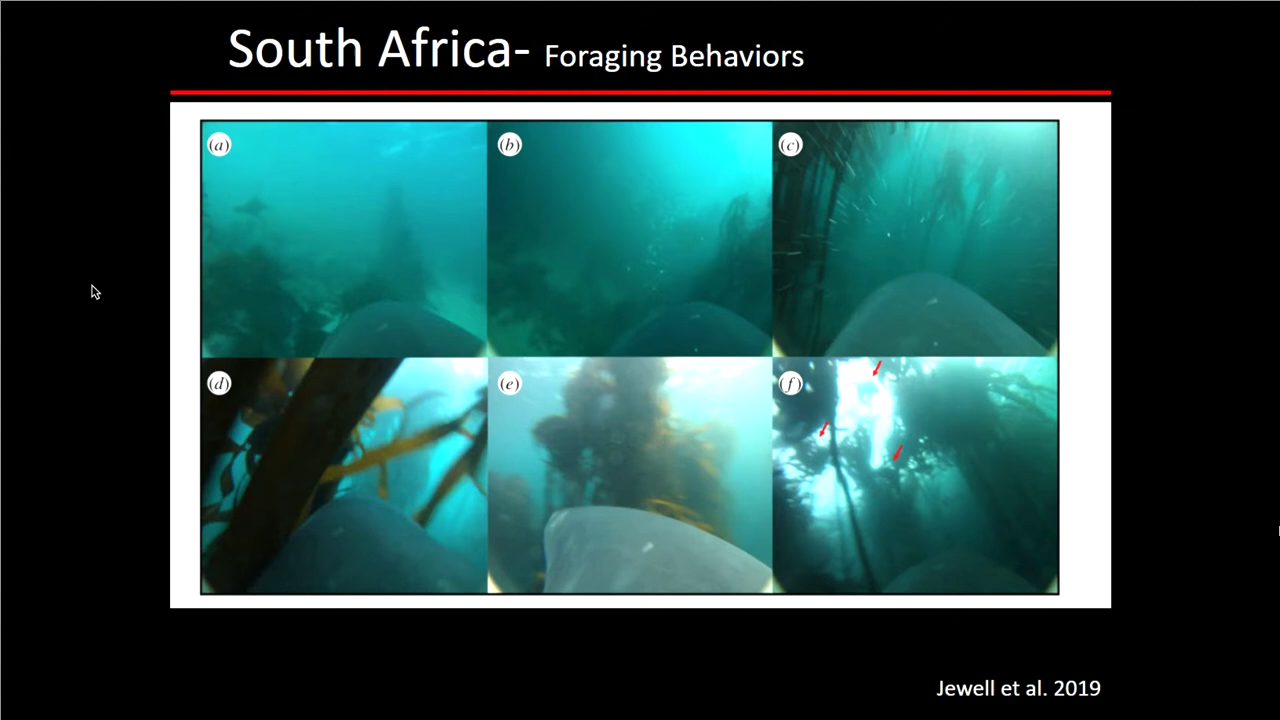 South Africa- Foraging Behaviors
(a)
(b)
(c)
(d)
(e)
(f)
Jewell et al. 2019